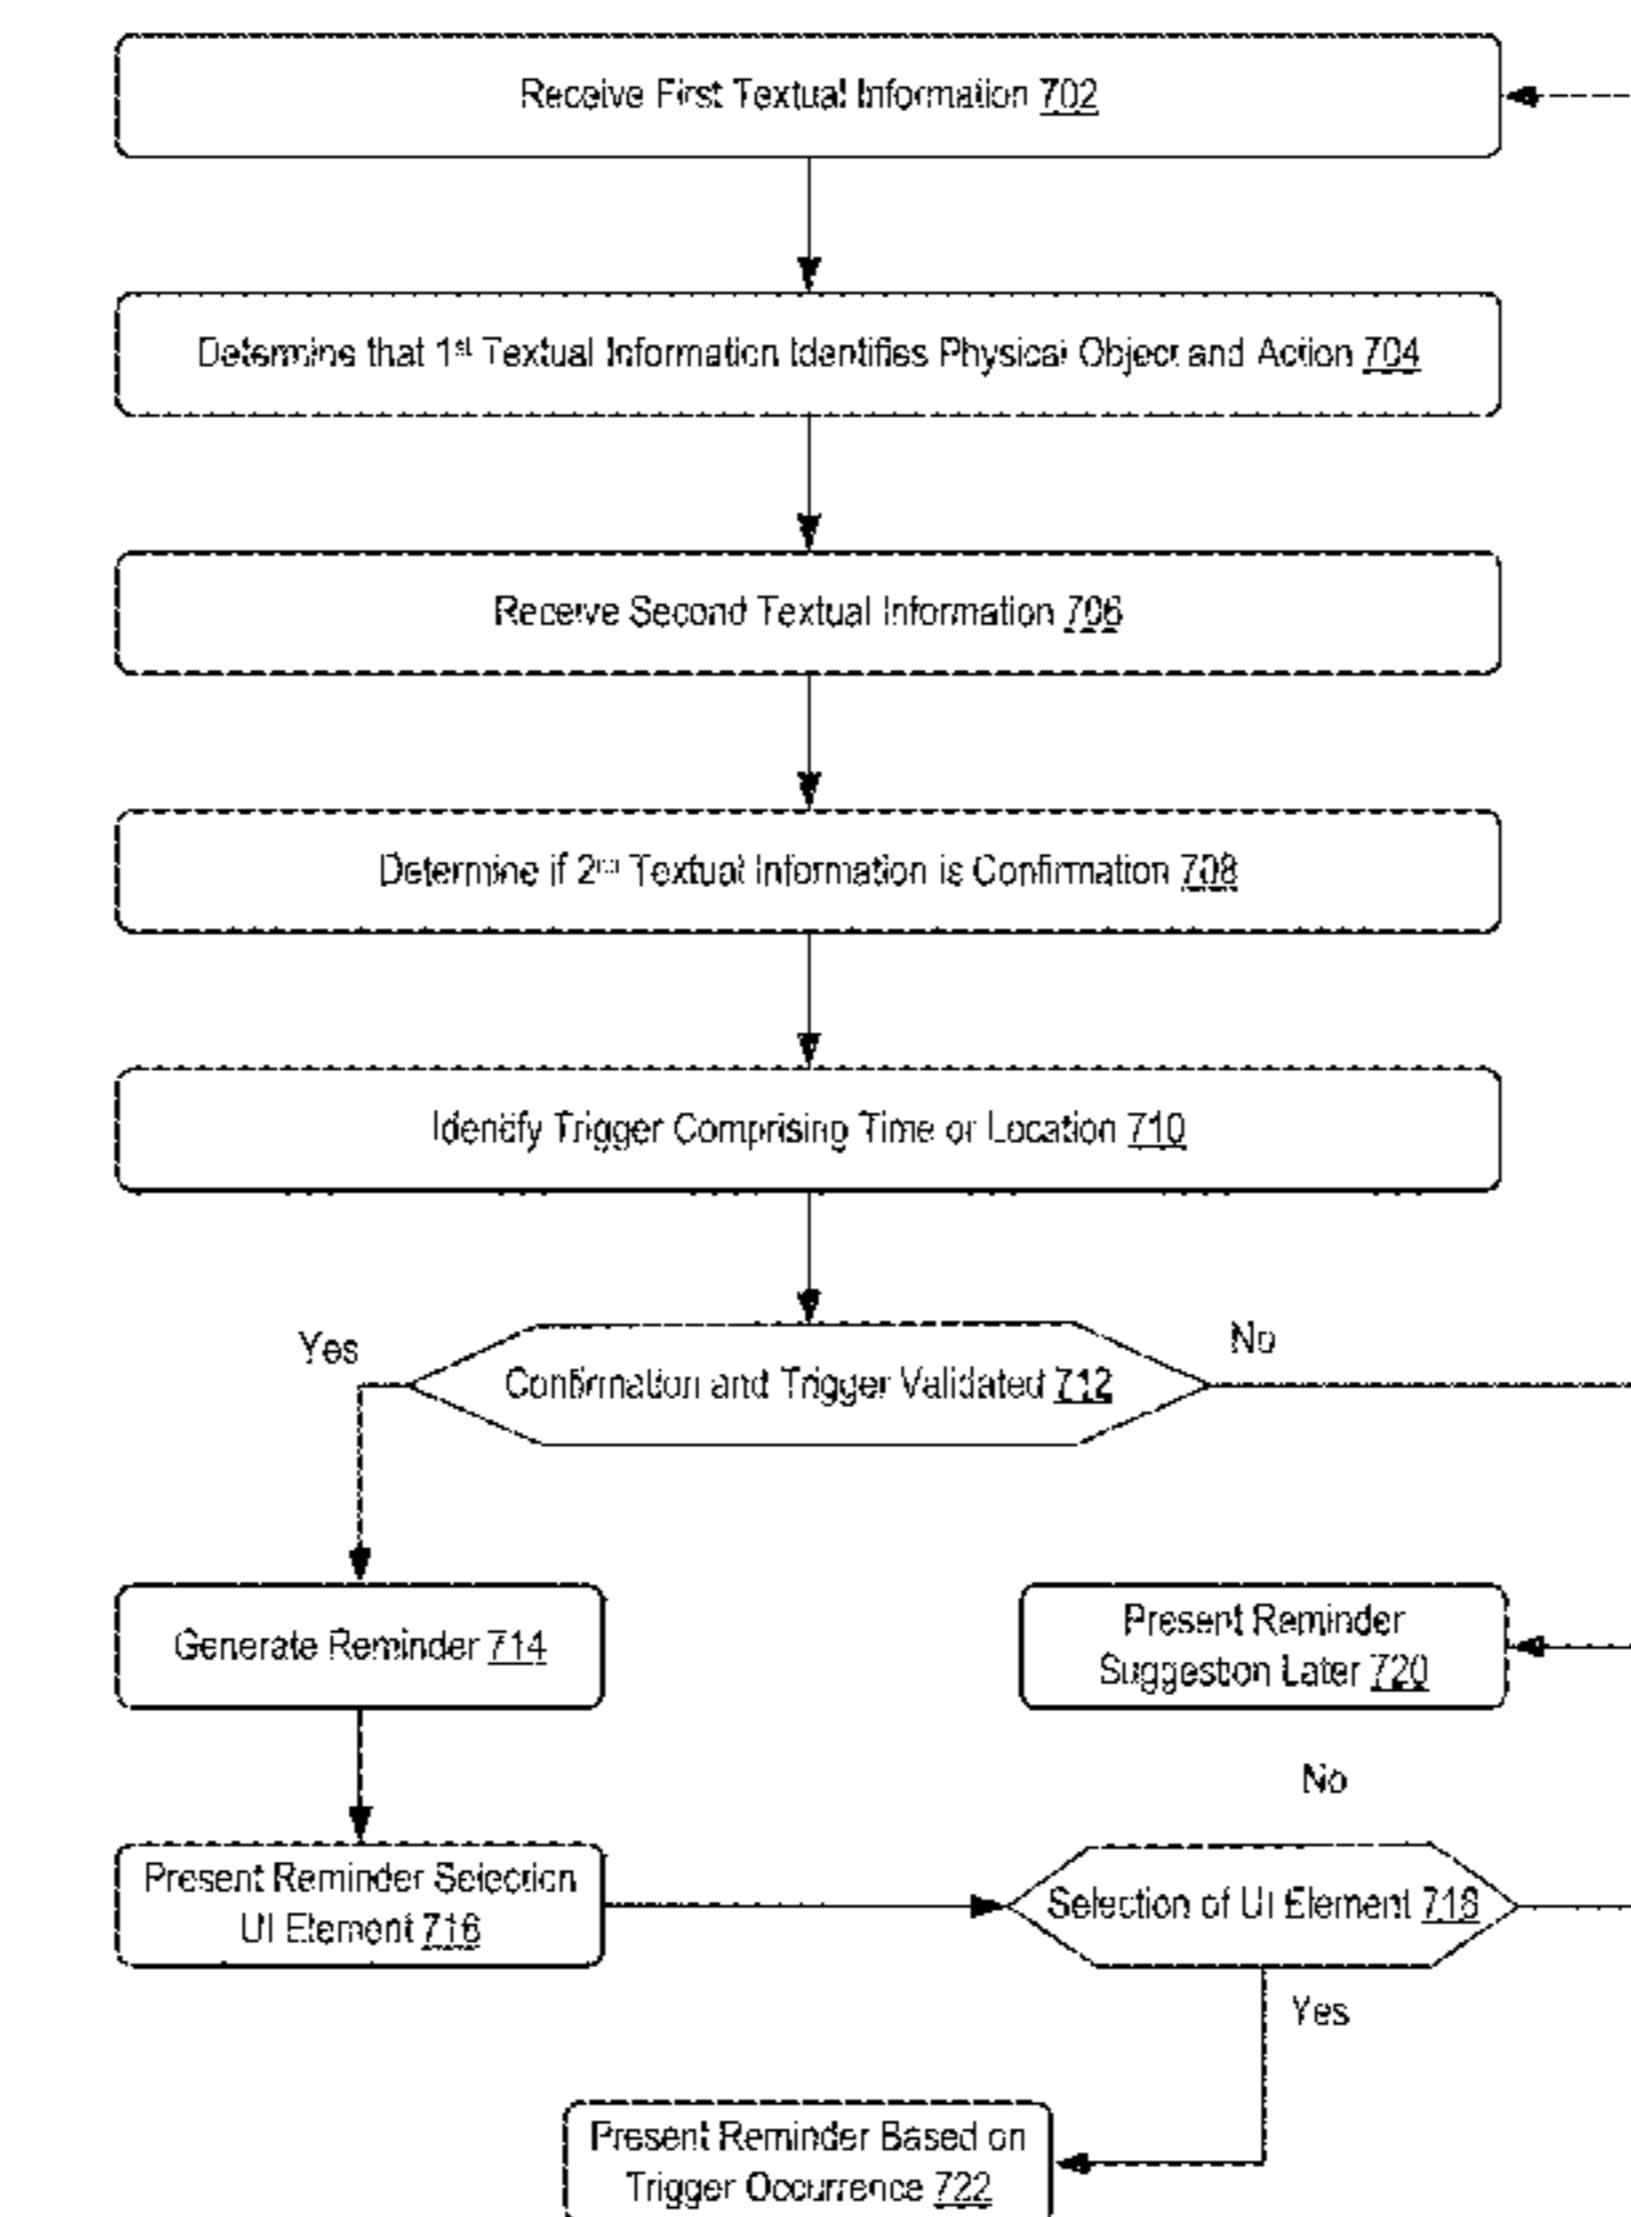 Receive First Textual Information 702
Determine that 1st Textual Information Identifies Physical Object and Action 704
Receive Second Textual Information 706
Determine if 2nd Textual Information is Confirmation 708
Identify Trigger Comprising Time or Location 710
Yes
No
Confirmation and Trigger Validated 712
Generate Reminder 714
Present Reminder
Suggestion Later 720
No
Present Reminder Selection
UI Element 716
Selection of UI Element 718
Yes
Present Reminder Based on
Trigger Occurrence 722